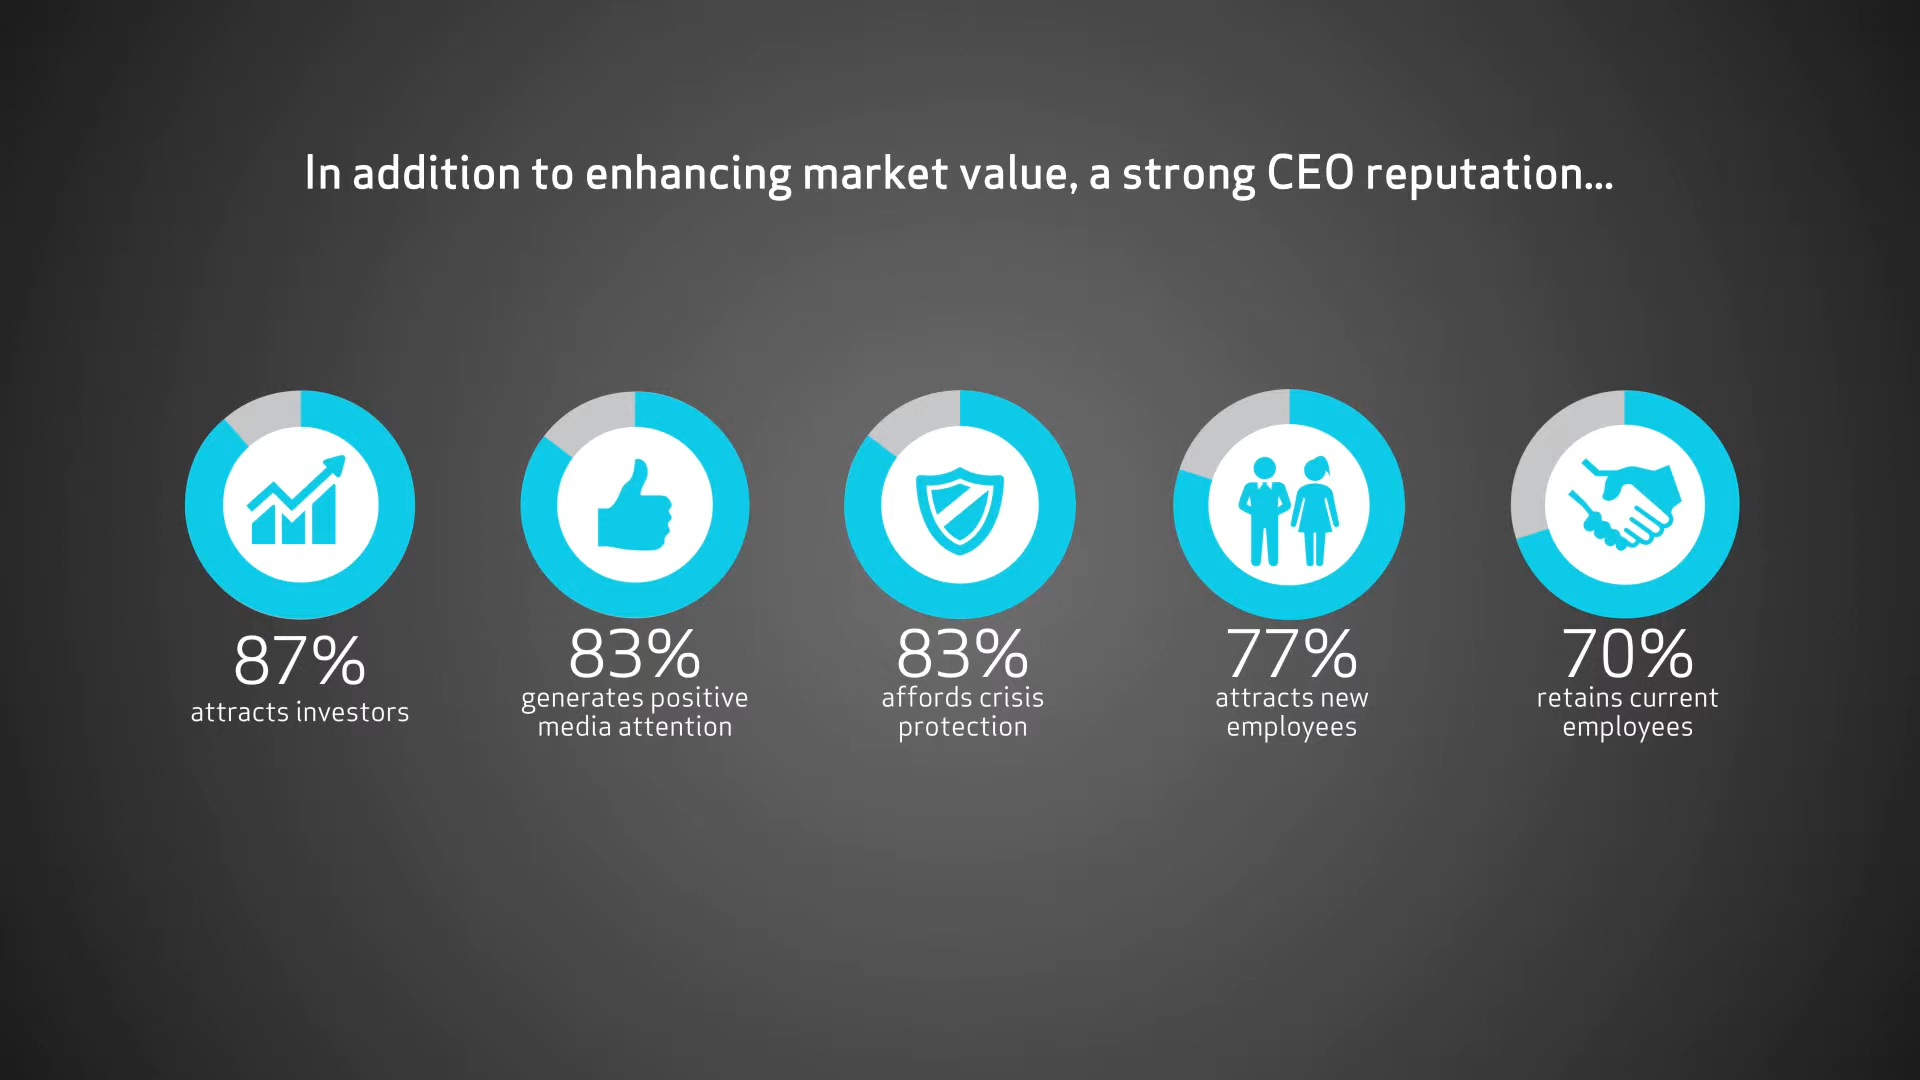 In addition to enhancing market value, a strong CEO reputation...
87%
attracts investors
83%
generates positive
media attention
83%
affords crisis
protection
77%
attracts new
employees
70%
retains current
employees